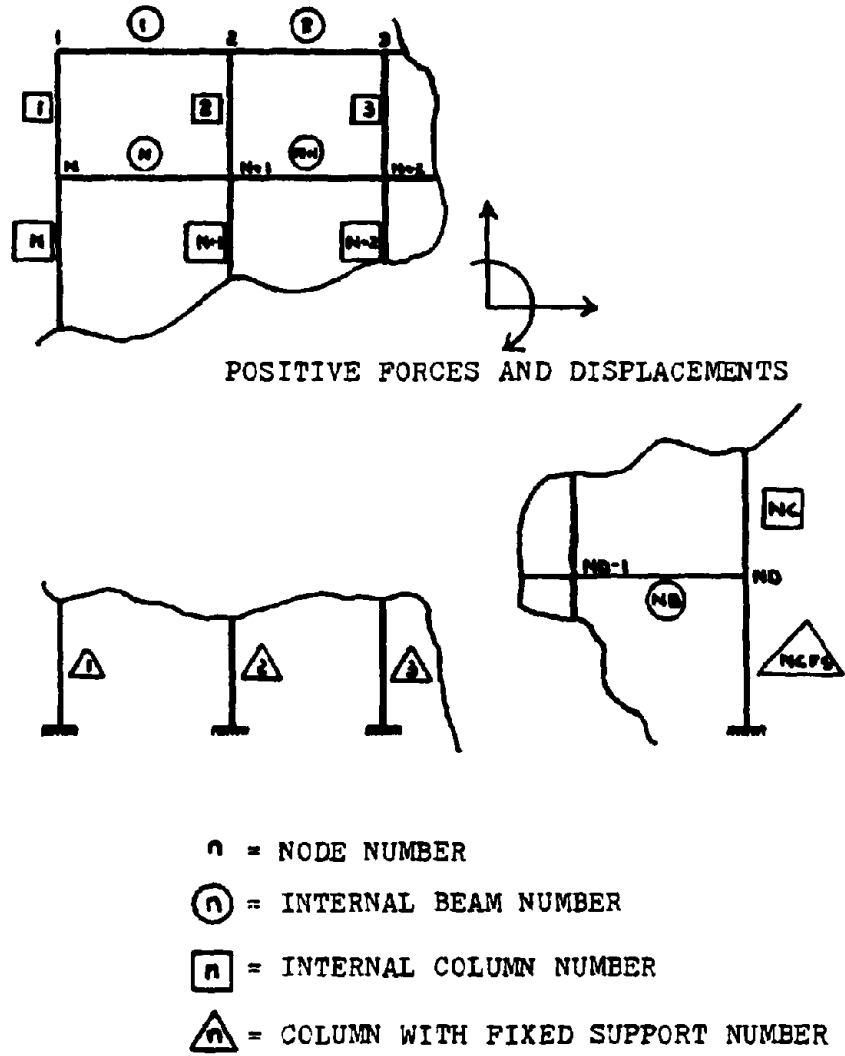 1 1 2 2 3
1 2 3
N N N+1 N+1 N+2
N N+1 N+2
POSITIVE FORCES AND DISPLACEMENTS
NC
ND-1 ND
NB
1 2 3 NCFS
n = NODE NUMBER
n = INTERNAL BEAM NUMBER
n = INTERNAL COLUMN NUMBER
n = COLUMN WITH FIXED SUPPORT NUMBER